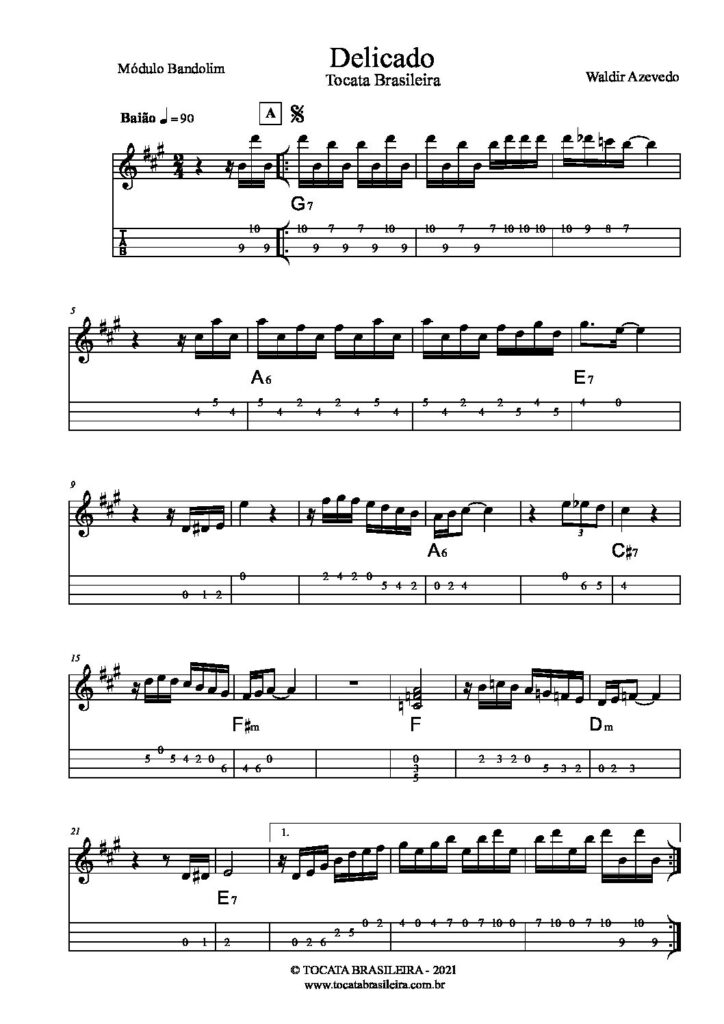 Delicado
Módulo Bandolim
Tocata Brasileira
Waldir Azevedo
Baião ♩ = 90
A
2 4
G7
T A B
10 10 7 7 7 10 10 7 7 7 10 10 10 10 9 8 7
9 9 9 9 9 9 9
5
A6 E7
5 5 2 2 2 5 5 2 2 2 4 4 0
4 4 4 4 4 4 4 4 4 5 5
9
3
A6 C#7
0 2 4 2 0 0
5 4 2 0 2 4 6 5 4
0 1 2
15
F#m F Dm
0
5 5 4 2 0 0 2 3 2 0
6 4 6 0 3 5 3 2 0 2 3
5
21
1.
E7
0 2 4 0 4 7 0 7 10 0 7 10 0 7 10 10
2 5
0 1 2 0 2 6 9 9
© TOCATA BRASILEIRA - 2021
www.tocatabrasileira.com.br